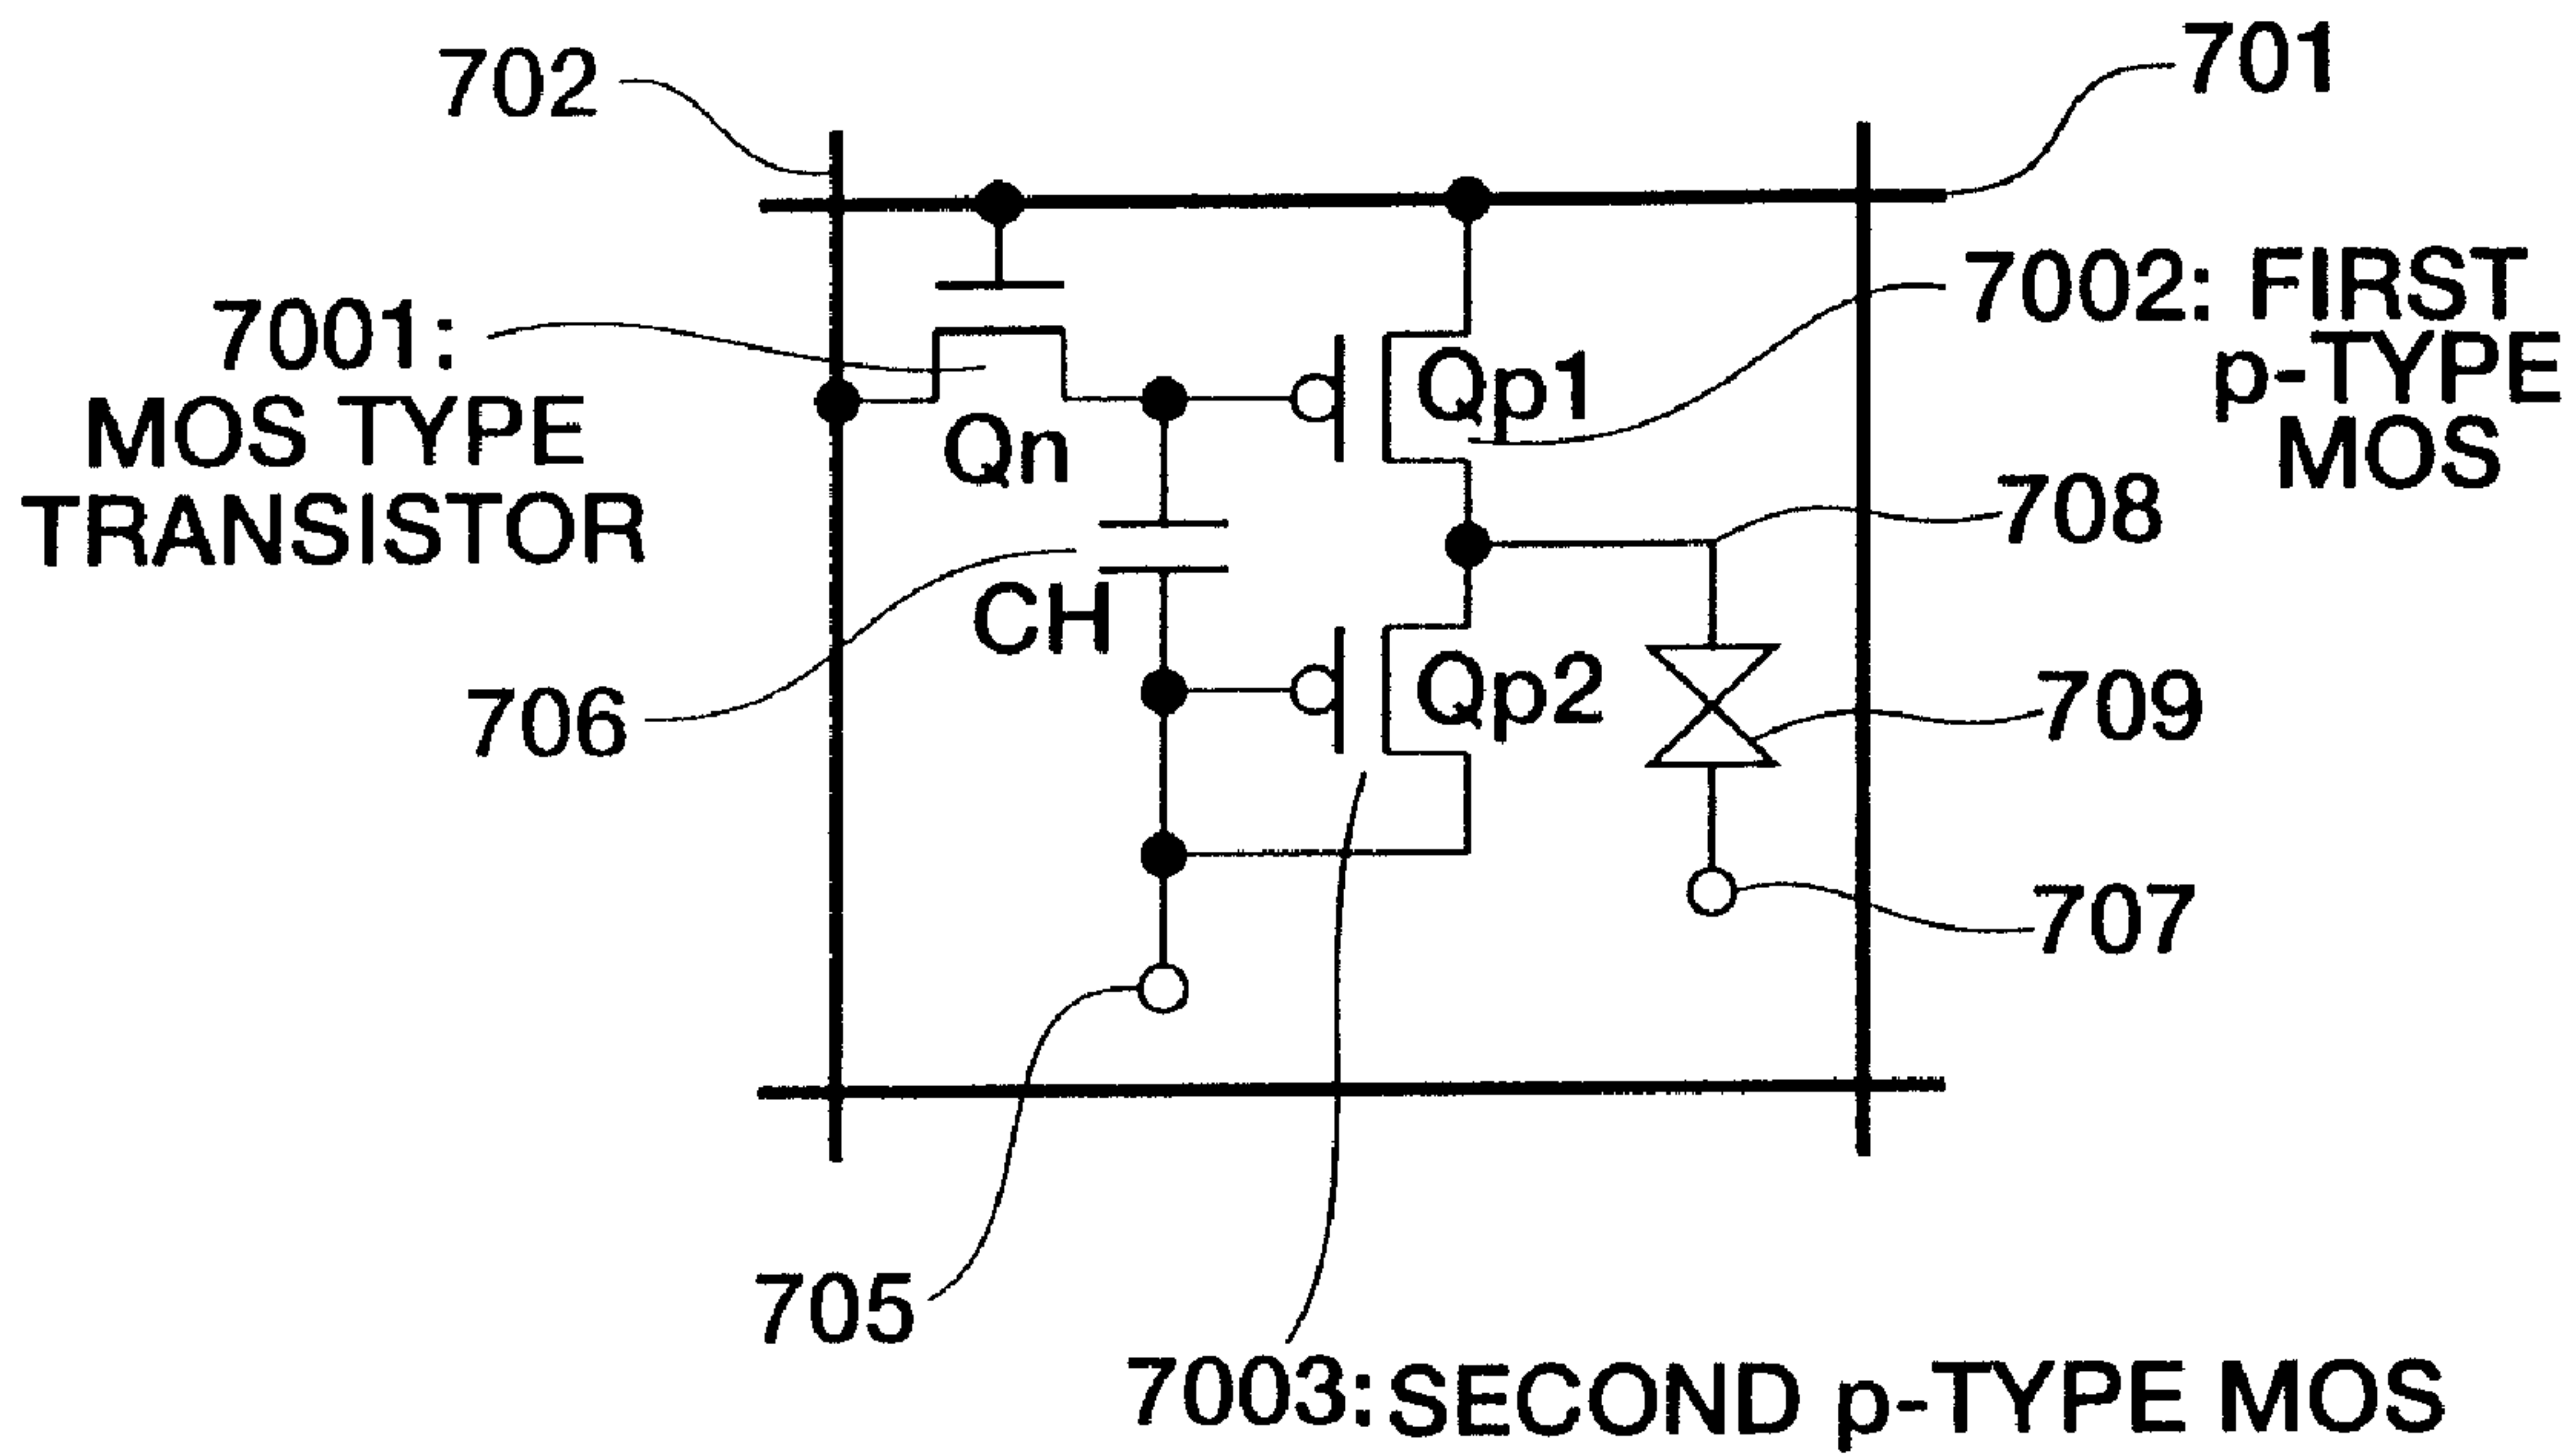 702
701
7001:
MOS TYPE
TRANSISTOR
7002: FIRST
p-TYPE
MOS
Qp1
Qn
708
CH
706
Qp2
709
707
705
7003: SECOND p-TYPE MOS